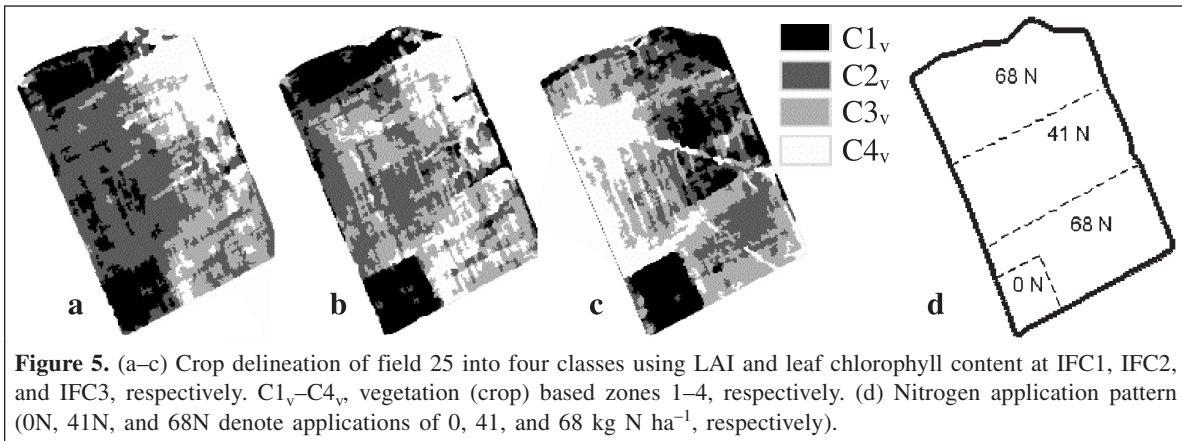 C1v
C2v
C3v
C4v
68 N
41 N
68 N
0 N
a b c d
Figure 5. (a–c) Crop delineation of field 25 into four classes using LAI and leaf chlorophyll content at IFC1, IFC2,
and IFC3, respectively. C1v–C4v, vegetation (crop) based zones 1–4, respectively. (d) Nitrogen application pattern
(0N, 41N, and 68N denote applications of 0, 41, and 68 kg N ha⁻¹, respectively).